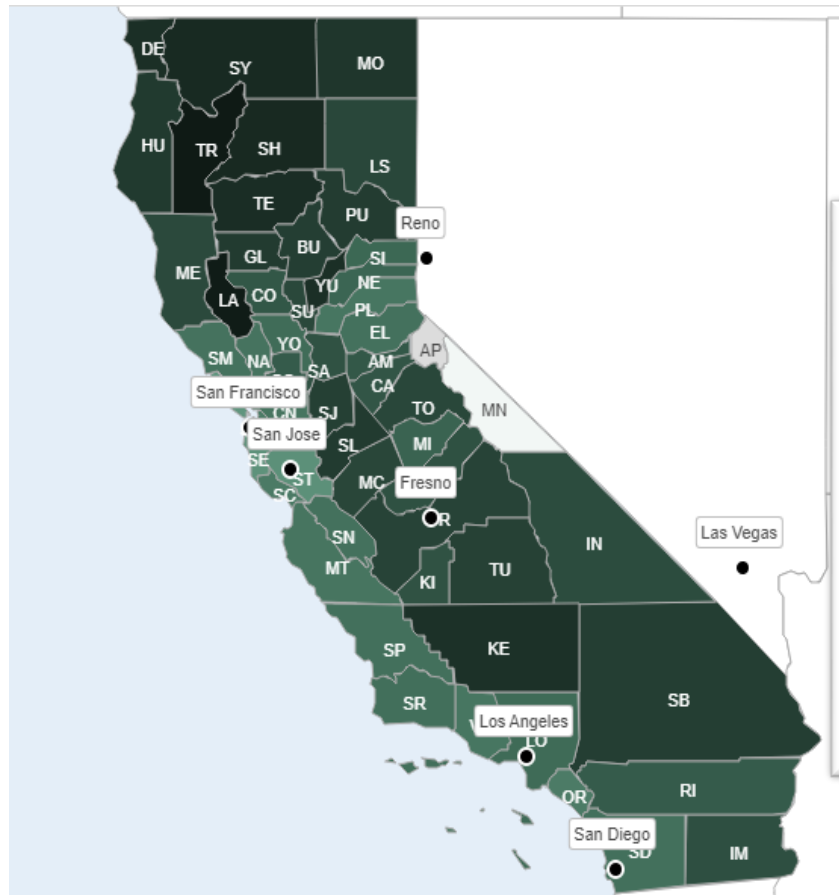 DE
SY
MO
HU
TR
SH
LS
TE
PU
Reno
BU
GL
SI
ME
NE
YU
CO
LA
SU
PL
EL
YO
AP
SM
NA
AM
SA
CA
San Francisco
TO
MN
CN
SJ
San Jose
SL
MI
SE
ST
MC
Fresno
SC
R
Las Vegas
SN
IN
MT
KI
TU
SP
KE
SR
SB
Los Angeles
LO
RI
OR
San Diego
SD
IM